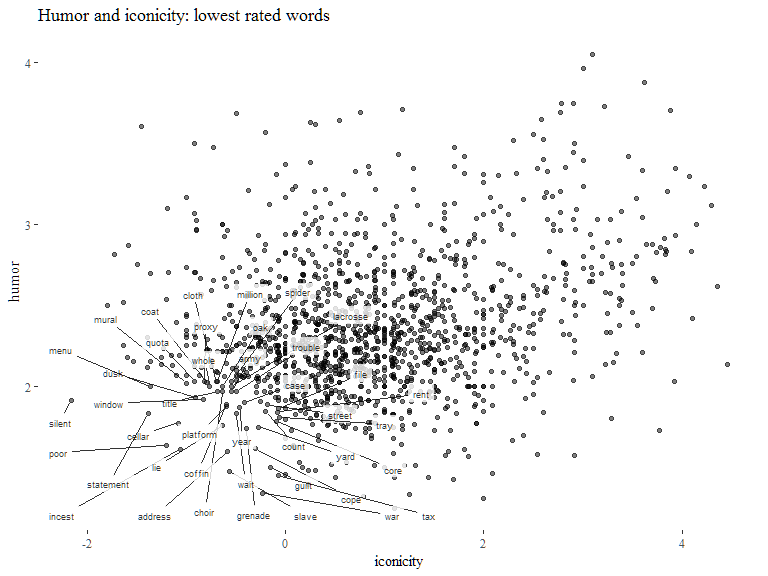 Humor and iconicity: lowest rated words
4
3
2
humor
cloth
million
spider
coat
mural
proxy
oak
lacrosse
quota
trouble
menu
whole
army
dusk
file
case
rent
window
title
street
silent
tray
cellar
platform
year
count
poor
yard
lie
core
coffin
statement
wait
guilt
cope
incest
address
choir
grenade
slave
war
tax
-2
0
2
4
iconicity